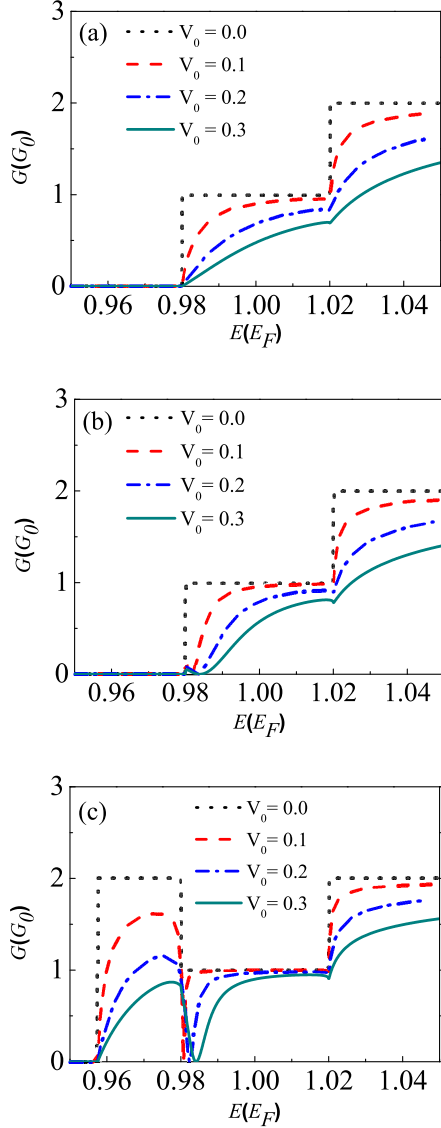 (a)
V0 = 0.0
V0 = 0.1
V0 = 0.2
V0 = 0.3
3
2
1
0
G(G0)
0.96 0.98 1.00 1.02 1.04
E(EF)
(b)
V0 = 0.0
V0 = 0.1
V0 = 0.2
V0 = 0.3
3
2
1
0
G(G0)
0.96 0.98 1.00 1.02 1.04
E(EF)
(c)
V0 = 0.0
V0 = 0.1
V0 = 0.2
V0 = 0.3
3
2
1
0
G(G0)
0.96 0.98 1.00 1.02 1.04
E(EF)